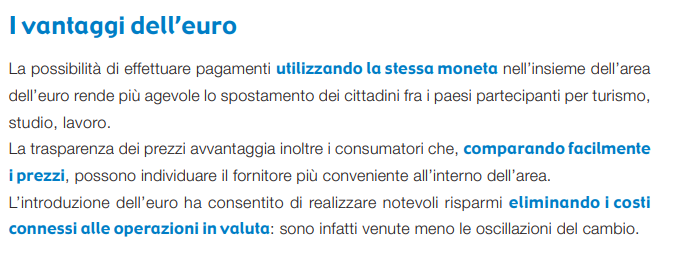 I vantaggi dell'euro
La possibilità di effettuare pagamenti utilizzando la stessa moneta nell'insieme dell'area
dell'euro rende più agevole lo spostamento dei cittadini fra i paesi partecipanti per turismo,
studio, lavoro.
La trasparenza dei prezzi avvantaggia inoltre i consumatori che, comparando facilmente
i prezzi, possono individuare il fornitore più conveniente all'interno dell'area.
L'introduzione dell'euro ha consentito di realizzare notevoli risparmi eliminando i costi
connessi alle operazioni in valuta: sono infatti venute meno le oscillazioni del cambio.